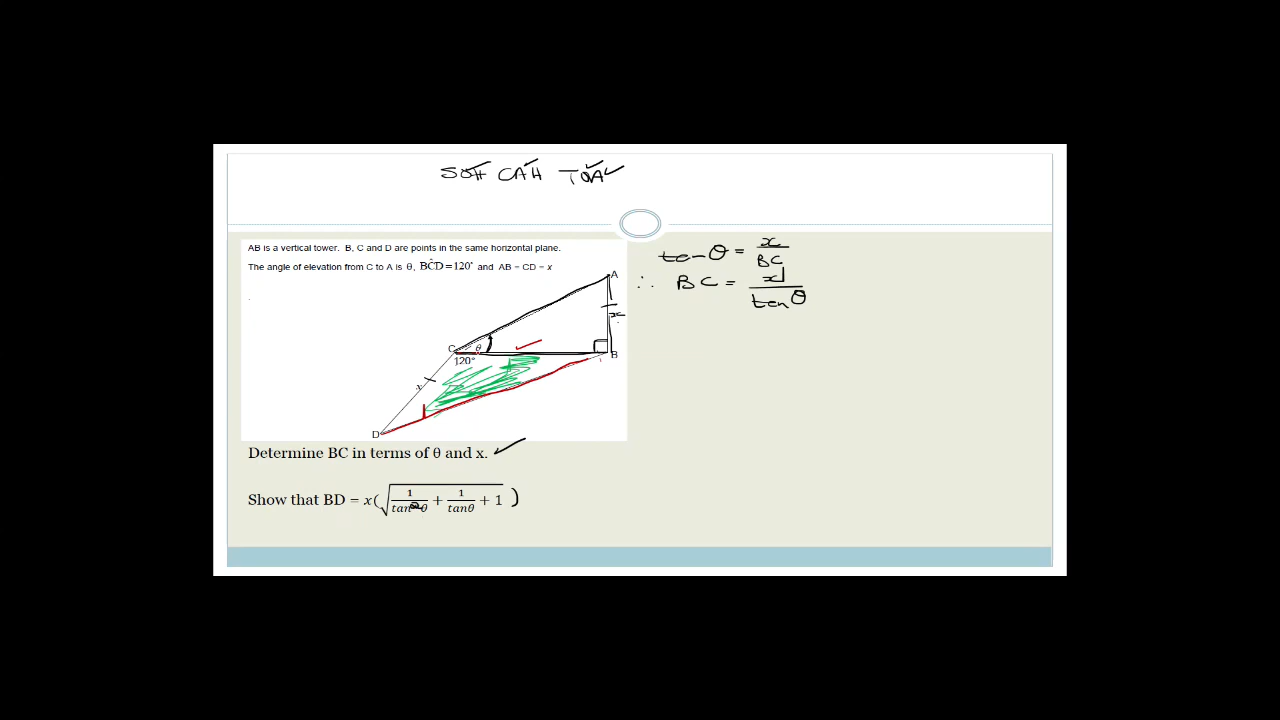 SOH CAH TOA
AB is a vertical tower. B, C and D are points in the same horizontal plane.
The angle of elevation from C to A is θ, BĈD = 120° and AB = CD = x
A
x
C
θ
B
120°
x
D
tan θ = x / BC
∴ BC = x / tan θ
Determine BC in terms of θ and x.
Show that BD = x(√(1/tan²θ + 1/tanθ + 1))